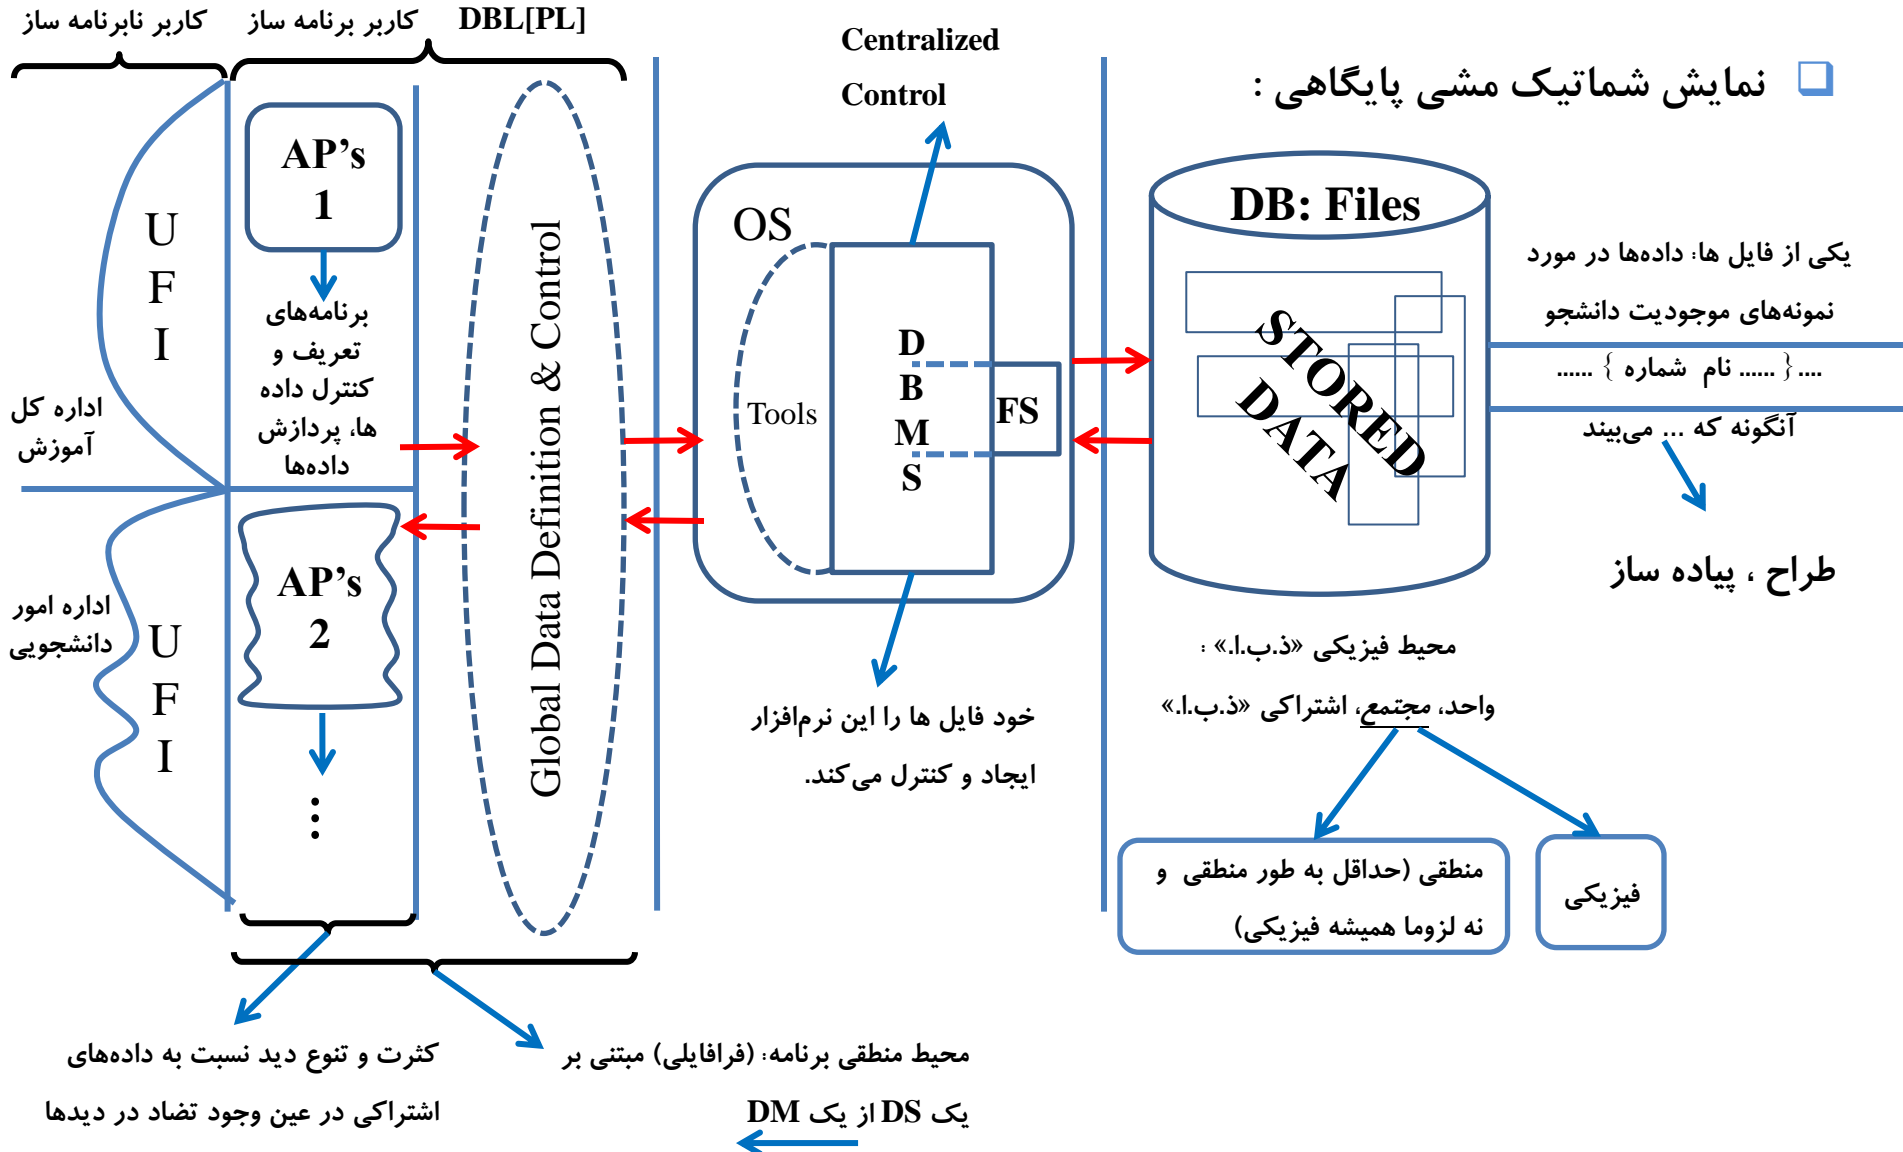 نمایش شماتیک مشی پایگاهی :
کاربر نابرنامه ساز
کاربر برنامه ساز
DBL[PL]
Centralized
Control
U
F
I
اداره کل
آموزش
AP's
1
برنامه‌های
تعریف و
کنترل داده
ها، پردازش
داده‌ها
U
F
I
اداره امور
دانشجویی
AP's
2
...
Global Data Definition & Control
OS
Tools
D
B
M
S
FS
DB: Files
STORED
DATA
یکی از فایل ها: داده‌ها در مورد
نمونه‌های موجودیت دانشجو
....{ ...... نام شماره } ......
آنگونه که ... می‌بیند
طراح ، پیاده ساز
محیط فیزیکی «ذ.ب.ا.» :
واحد، مجتمع، اشتراکی «ذ.ب.ا.»
خود فایل ها را این نرم‌افزار
ایجاد و کنترل می‌کند.
منطقی (حداقل به طور منطقی و
نه لزوما همیشه فیزیکی)
فیزیکی
محیط منطقی برنامه: (فرافایلی) مبتنی بر
یک DS از یک DM
کثرت و تنوع دید نسبت به داده‌های
اشتراکی در عین وجود تضاد در دیدها